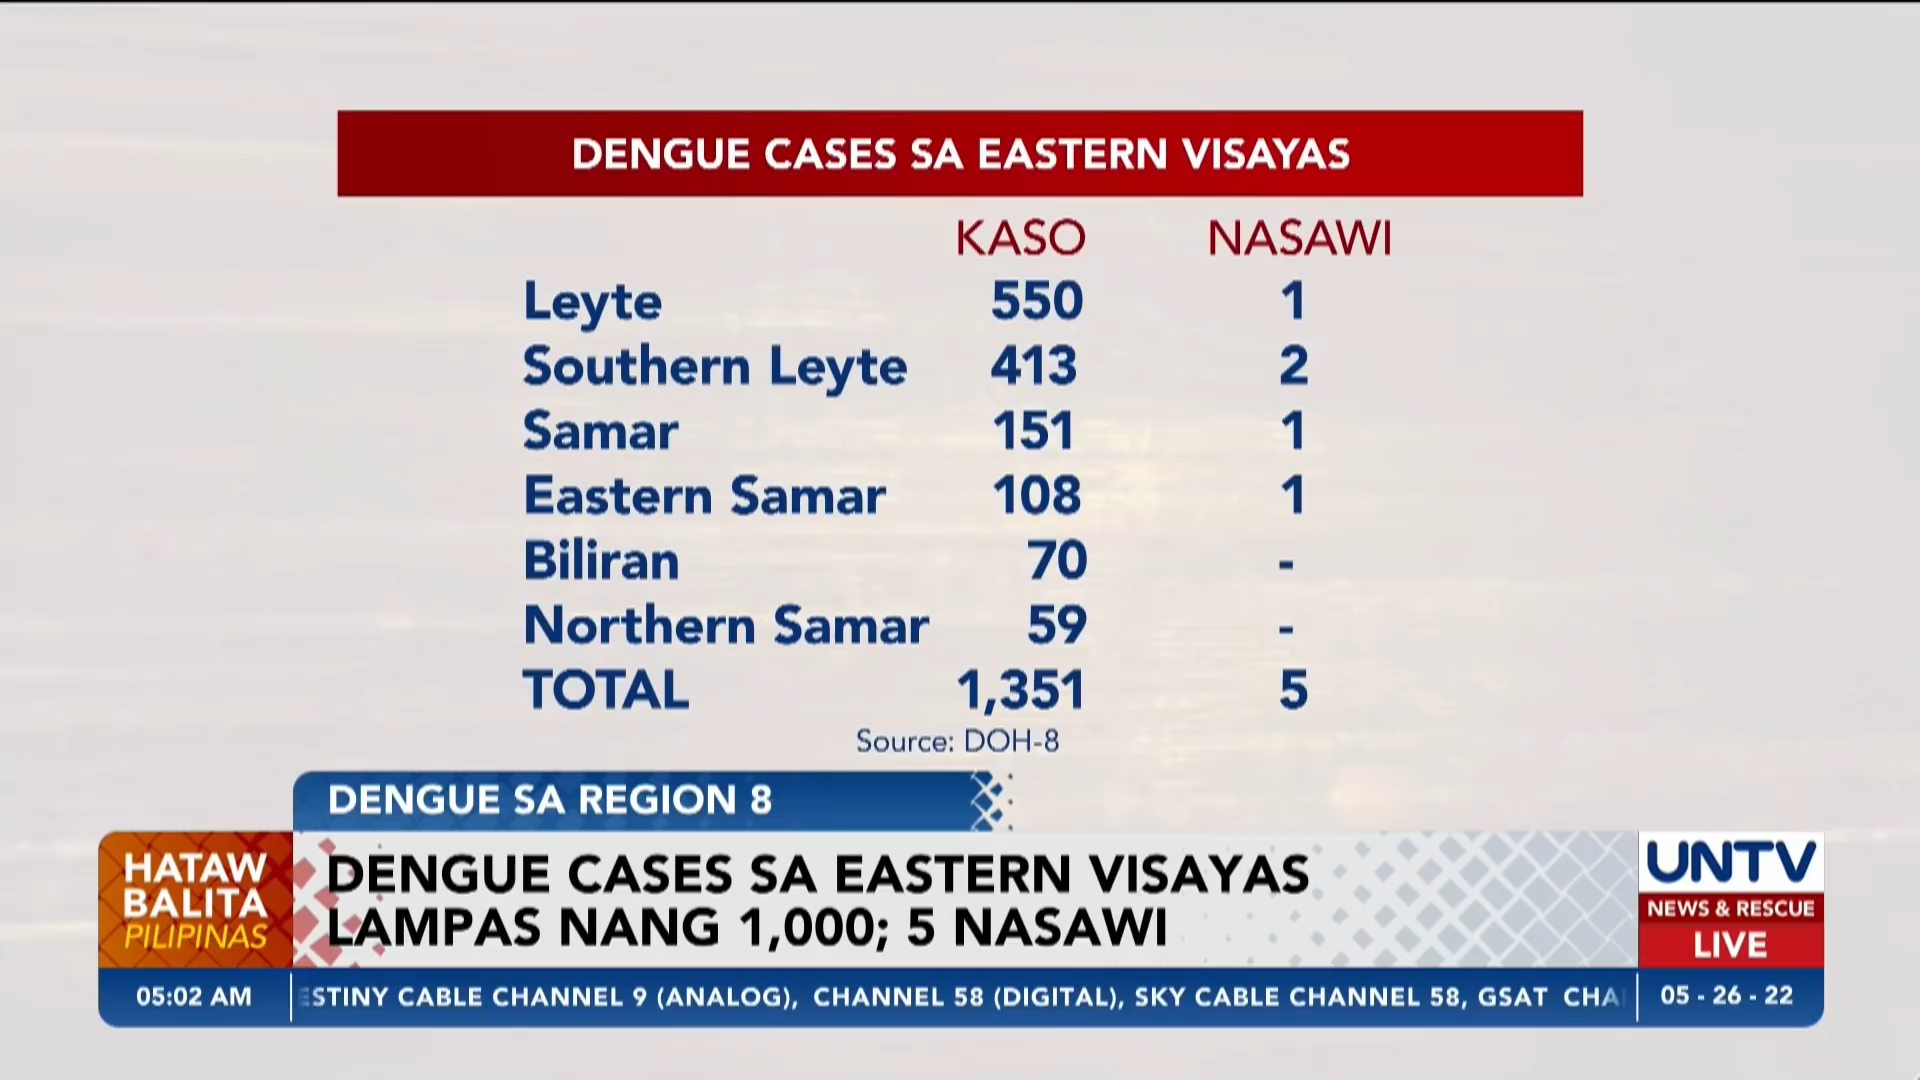 DENGUE CASES SA EASTERN VISAYAS
KASO NASAWI
Leyte 550 1
Southern Leyte 413 2
Samar 151 1
Eastern Samar 108 1
Biliran 70 -
Northern Samar 59 -
TOTAL 1,351 5
Source: DOH-8
DENGUE SA REGION 8
HATAW
BALITA
PILIPINAS
DENGUE CASES SA EASTERN VISAYAS
LAMPAS NANG 1,000; 5 NASAWI
UNTV
NEWS & RESCUE
LIVE
05:02 AM
STINY CABLE CHANNEL 9 (ANALOG), CHANNEL 58 (DIGITAL), SKY CABLE CHANNEL 58, GSAT CHA
05 - 26 - 22